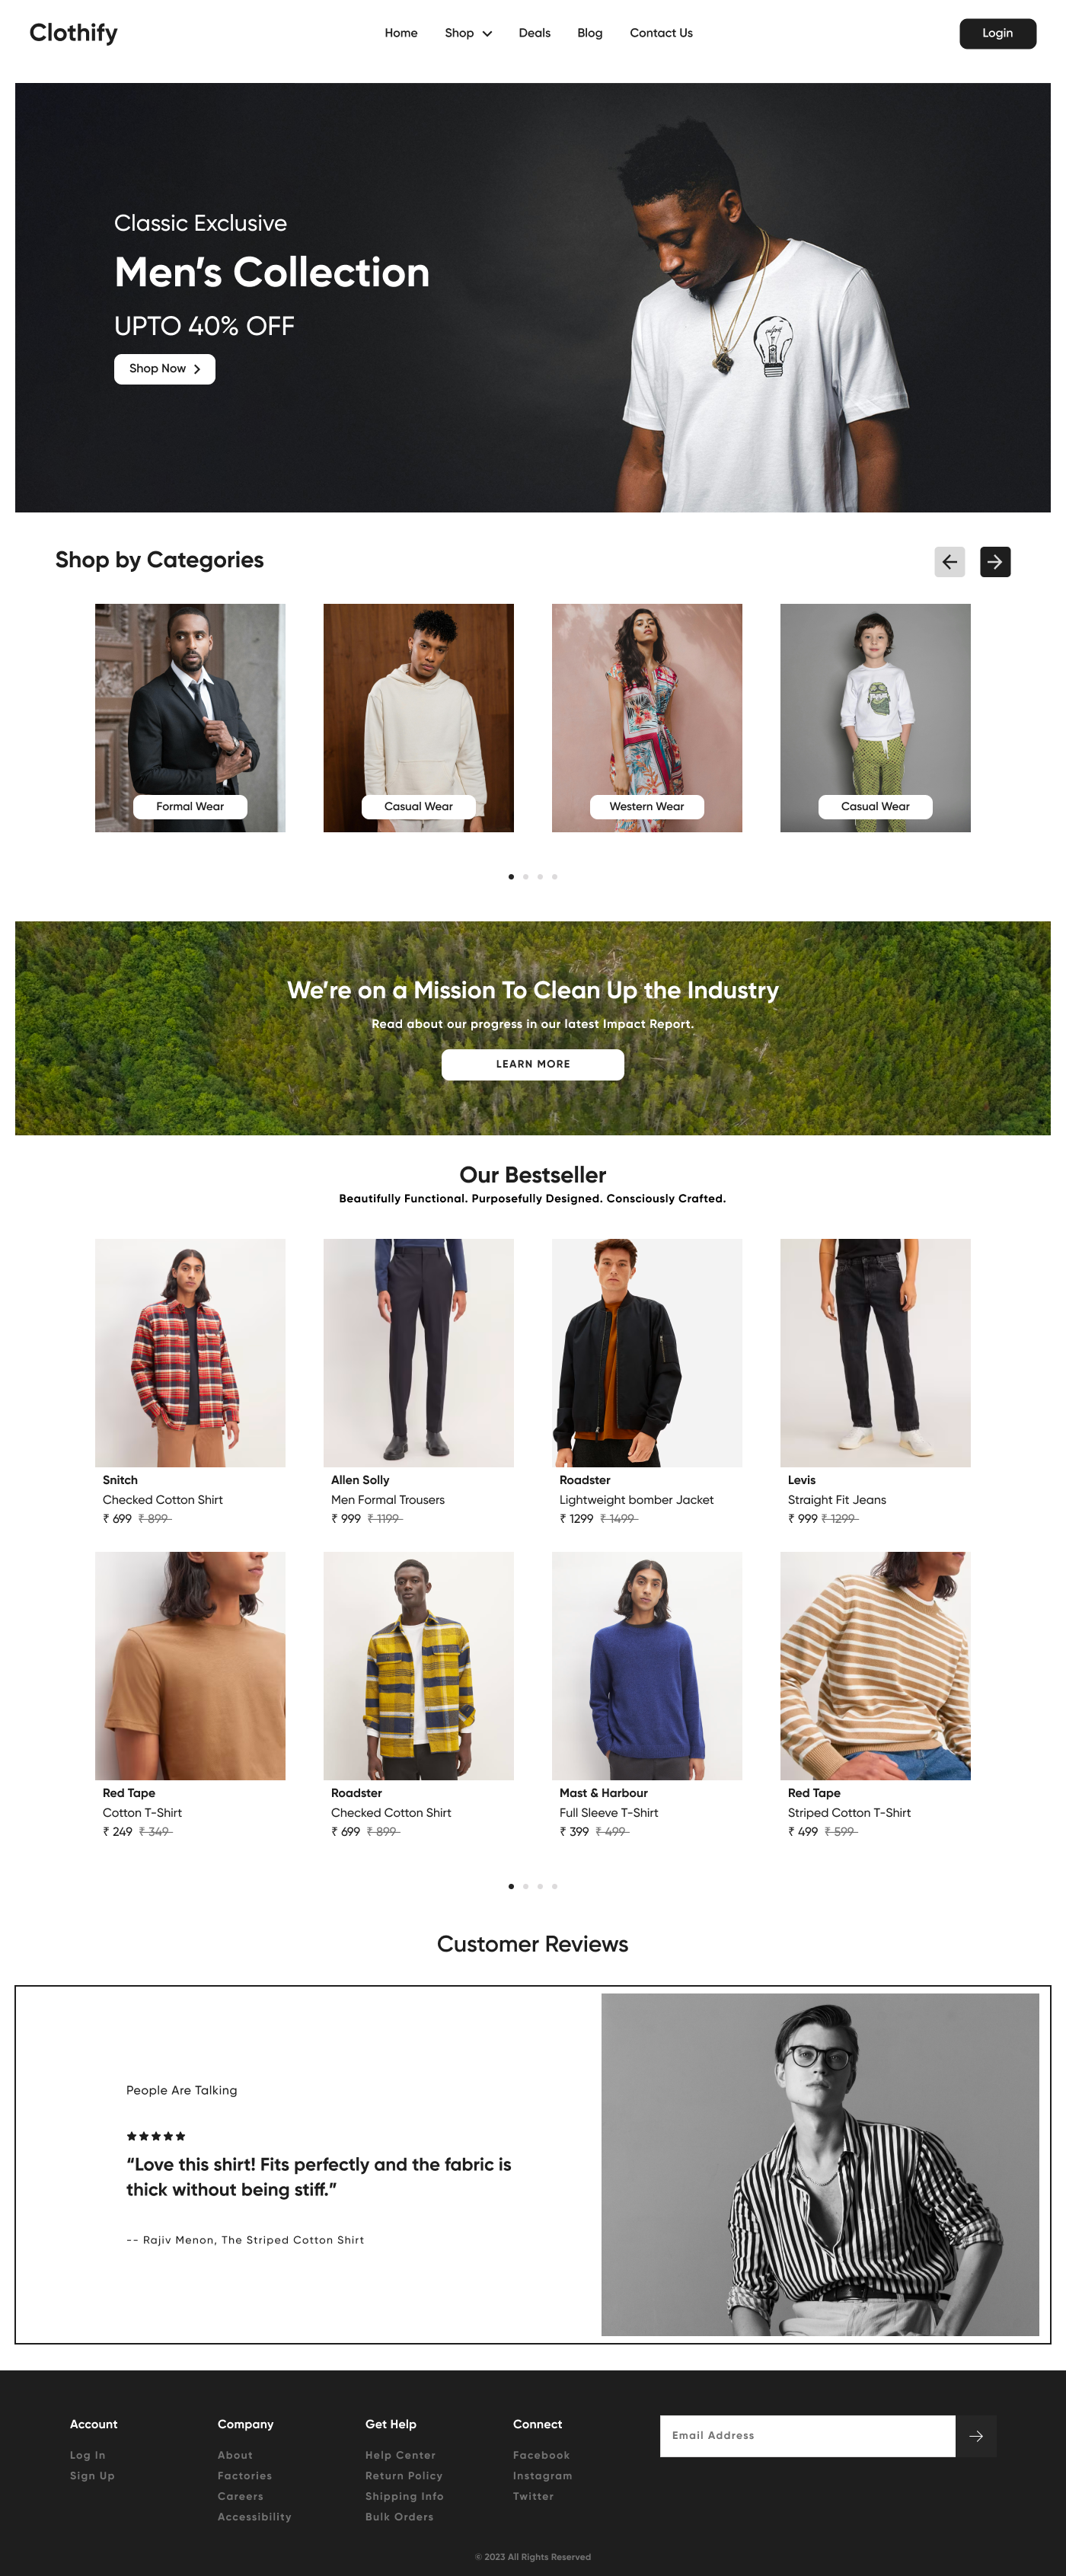 Clothify
Home Shop Deals Blog Contact Us
Login
Classic Exclusive
Men’s Collection
UPTO 40% OFF
Shop Now
Shop by Categories
Formal Wear
Casual Wear
Western Wear
Casual Wear
We’re on a Mission To Clean Up the Industry
Read about our progress in our latest Impact Report.
LEARN MORE
Our Bestseller
Beautifully Functional. Purposefully Designed. Consciously Crafted.
Snitch
Checked Cotton Shirt
₹ 699 ₹ 899
Allen Solly
Men Formal Trousers
₹ 999 ₹ 1199
Roadster
Lightweight bomber Jacket
₹ 1299 ₹ 1499
Levis
Straight Fit Jeans
₹ 999 ₹ 1299
Red Tape
Cotton T-Shirt
₹ 249 ₹ 349
Roadster
Checked Cotton Shirt
₹ 699 ₹ 899
Mast & Harbour
Full Sleeve T-Shirt
₹ 399 ₹ 499
Red Tape
Striped Cotton T-Shirt
₹ 499 ₹ 599
Customer Reviews
People Are Talking
“Love this shirt! Fits perfectly and the fabric is
thick without being stiff.”
-- Rajiv Menon, The Striped Cotton Shirt
Account
Log In
Sign Up
Company
About
Factories
Careers
Accessibility
Get Help
Help Center
Return Policy
Shipping Info
Bulk Orders
Connect
Facebook
Instagram
Twitter
Email Address
© 2023 All Rights Reserved